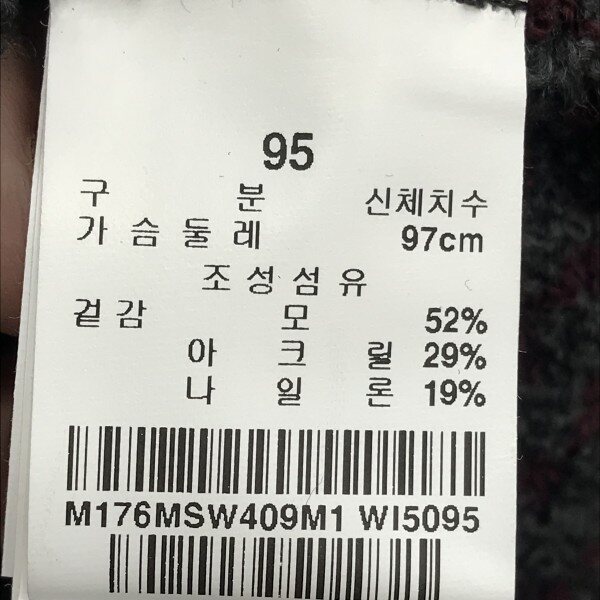 95
구 분 신체치수
가슴둘레 97cm
조성섬유
겉감 모 52%
아크릴 29%
나일론 19%
M176MSW409M1 WI5095